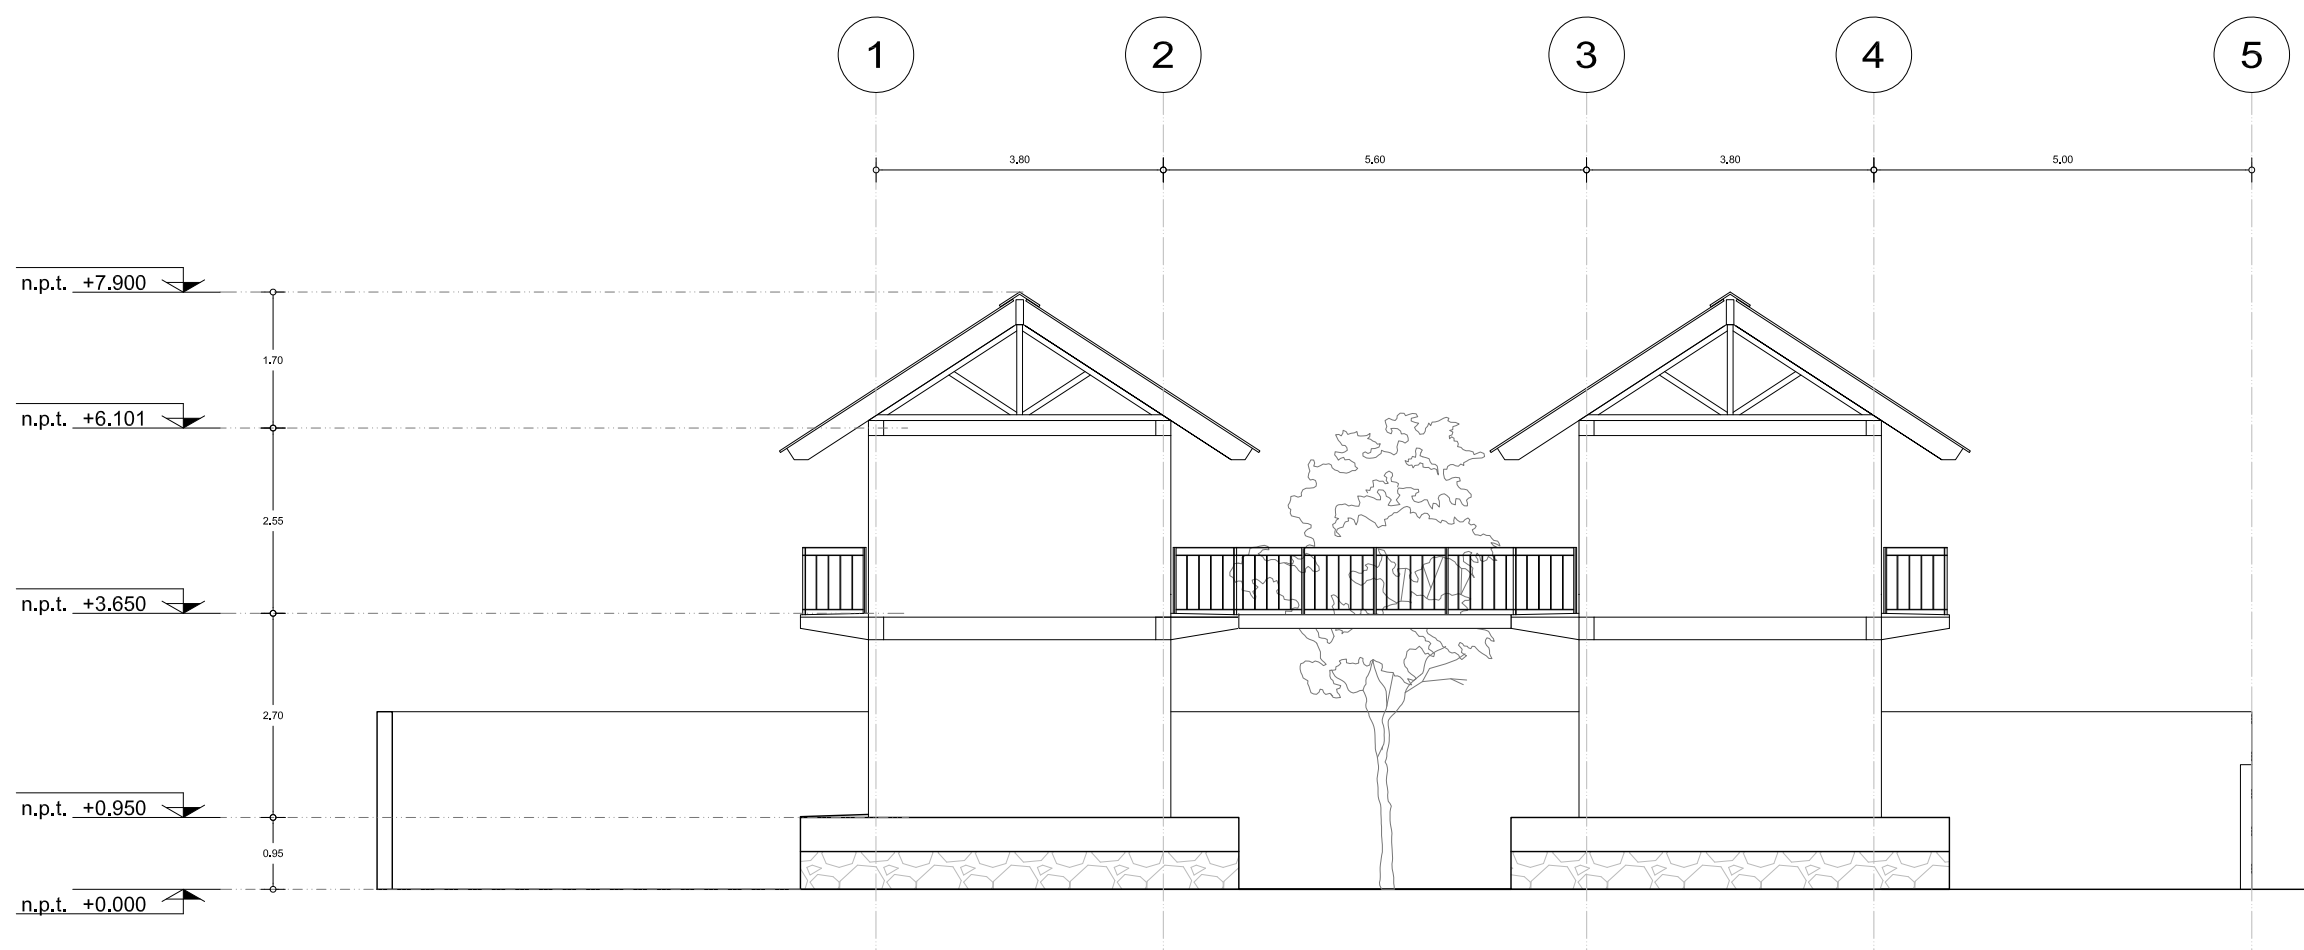 1 2 3 4 5
3.80 5.60 3.80 5.00
n.p.t. +7.900
1.70
n.p.t. +6.101
2.55
n.p.t. +3.650
2.70
n.p.t. +0.950
0.95
n.p.t. +0.000